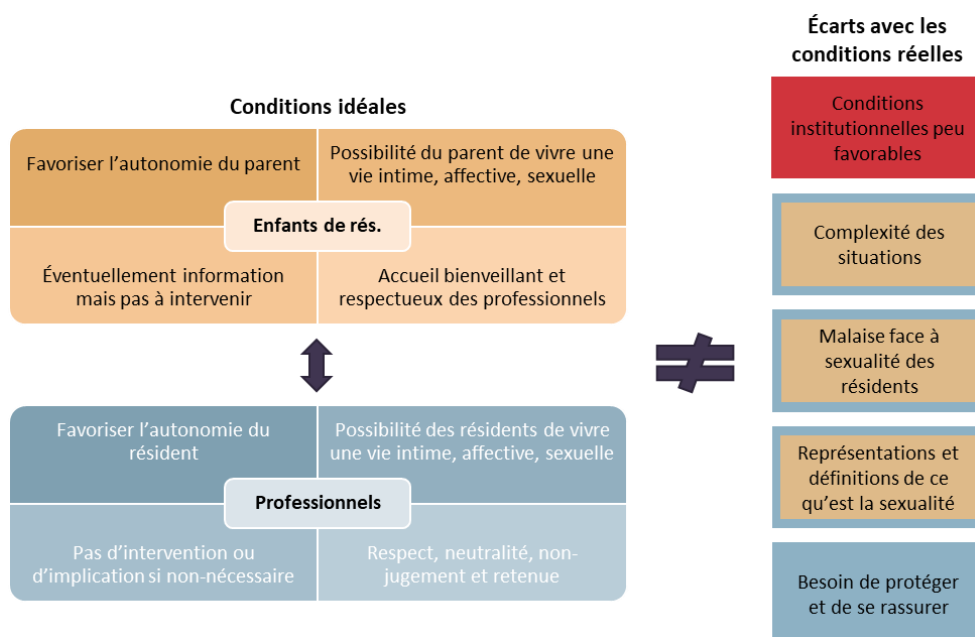 Écarts avec les
conditions réelles
Conditions idéales
Favoriser l'autonomie du parent
Possibilité du parent de vivre une
vie intime, affective, sexuelle
Enfants de rés.
Éventuellement information
mais pas à intervenir
Accueil bienveillant et
respectueux des professionnels
Favoriser l'autonomie du
résident
Possibilité des résidents de vivre
une vie intime, affective, sexuelle
Professionnels
Pas d'intervention ou
d'implication si non-nécessaire
Respect, neutralité, non-
jugement et retenue
≠
Conditions
institutionnelles peu
favorables
Complexité des
situations
Malaise face à
sexualité des
résidents
Représentations et
définitions de ce
qu'est la sexualité
Besoin de protéger
et de se rassurer